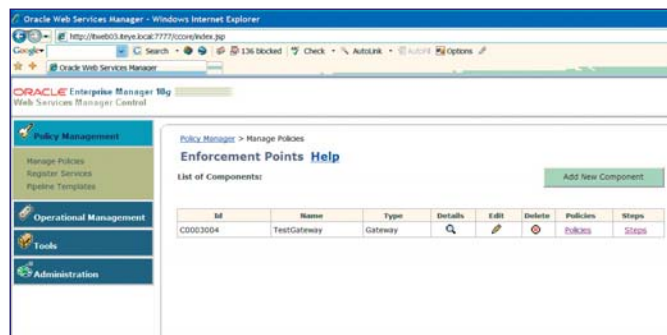 Oracle Web Services Manager - Windows Internet Explorer
Google
Search
136 blocked
Check
AutoLink
Options
Oracle Web Services Manager
ORACLE Enterprise Manager 10g
Web Services Manager Control
Policy Management
Manage Policies
Register Services
Pipeline Templates
Operational Management
Tools
Administration
Policy Manager > Manage Policies
Enforcement Points Help
List of Components:
Add New Component
Id Name Type Details Edit Delete Policies Steps
C0003004 TestGateway Gateway Policies Steps